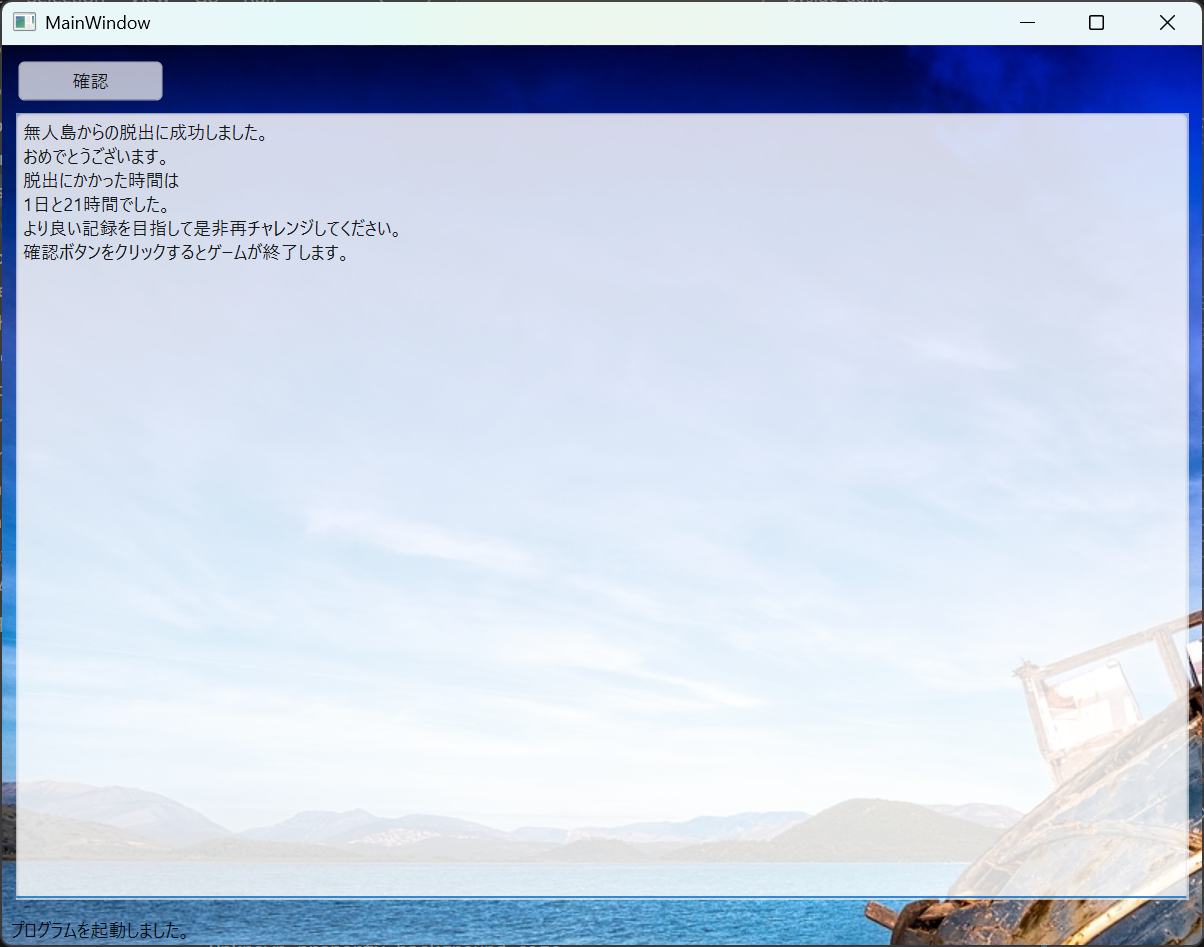 MainWindow
確認
無人島からの脱出に成功しました。
おめでとうございます。
脱出にかかった時間は
1日と21時間でした。
より良い記録を目指して是非再チャレンジしてください。
確認ボタンをクリックするとゲームが終了します。
プログラムを起動しました。